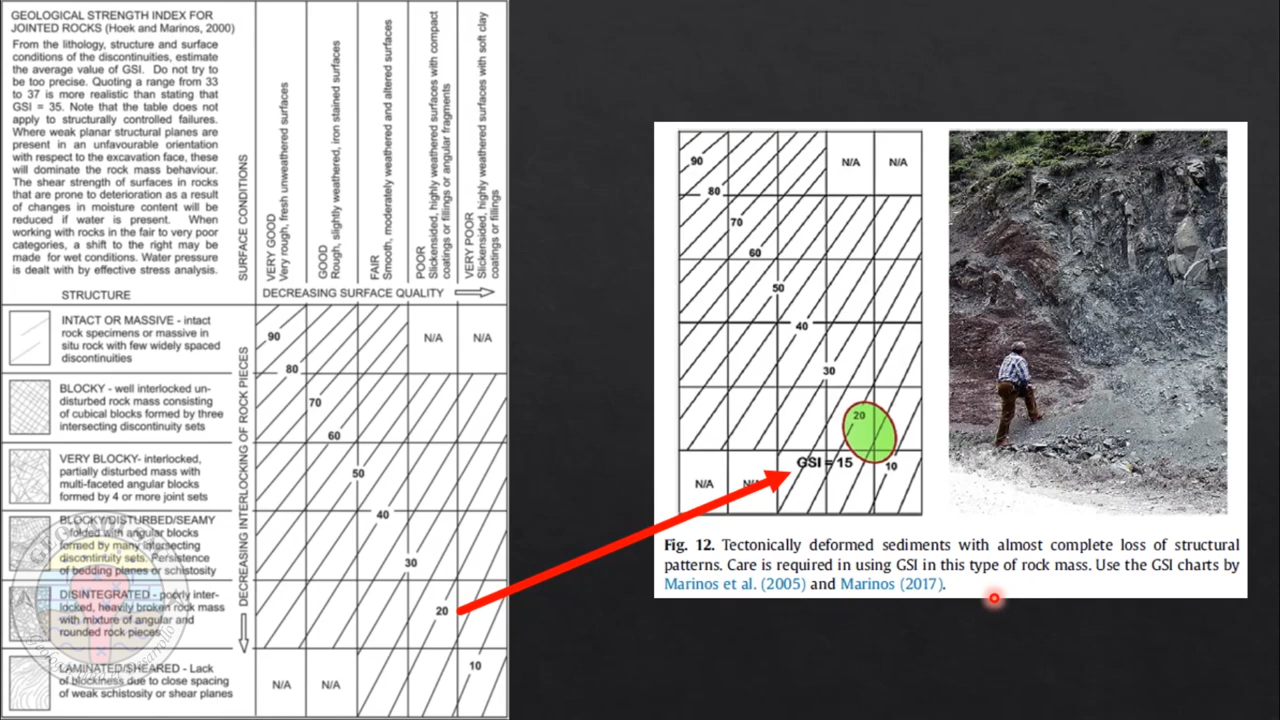 GEOLOGICAL STRENGTH INDEX FOR
JOINTED ROCKS (Hoek and Marinos, 2000)
From the lithology, structure and surface
conditions of the discontinuities, estimate
the average value of GSI. Do not try to
be too precise. Quoting a range from 33
to 37 is more realistic than stating that
GSI = 35. Note that the table does not
apply to structurally controlled failures.
Where weak planar structural planes are
present in an unfavourable orientation
with respect to the excavation face, these
will dominate the rock mass behaviour.
The shear strength of surfaces in rocks
that are prone to deterioration as a result
of changes in moisture content will be
reduced if water is present. When
working with rocks in the fair to very poor
categories, a shift to the right may be
made for wet conditions. Water pressure
is dealt with by effective stress analysis.
SURFACE CONDITIONS
VERY GOOD
Very rough, fresh unweathered surfaces
GOOD
Rough, slightly weathered, iron stained surfaces
FAIR
Smooth, moderately weathered and altered surfaces
POOR
Slickensided, highly weathered surfaces with compact
coatings or fillings or angular fragments
VERY POOR
Slickensided, highly weathered surfaces with soft clay
coatings or fillings
STRUCTURE
DECREASING SURFACE QUALITY
DECREASING INTERLOCKING OF ROCK PIECES
INTACT OR MASSIVE - intact
rock specimens or massive in
situ rock with few widely spaced
discontinuities
BLOCKY - well interlocked un-
disturbed rock mass consisting
of cubical blocks formed by three
intersecting discontinuity sets
VERY BLOCKY- interlocked,
partially disturbed mass with
multi-faceted angular blocks
formed by 4 or more joint sets
BLOCKY/DISTURBED/SEAMY
- folded with angular blocks
formed by many intersecting
discontinuity sets. Persistence
of bedding planes or schistosity
DISINTEGRATED - poorly inter-
locked, heavily broken rock mass
with mixture of angular and
rounded rock pieces
LAMINATED/SHEARED - Lack
of blockiness due to close spacing
of weak schistosity or shear planes
90
N/A
N/A
80
70
60
50
40
30
20
10
N/A
N/A
90
N/A
N/A
80
70
60
50
40
30
20
GSI = 15
10
N/A
N/A
Fig. 12. Tectonically deformed sediments with almost complete loss of structural
patterns. Care is required in using GSI in this type of rock mass. Use the GSI charts by
Marinos et al. (2005) and Marinos (2017).